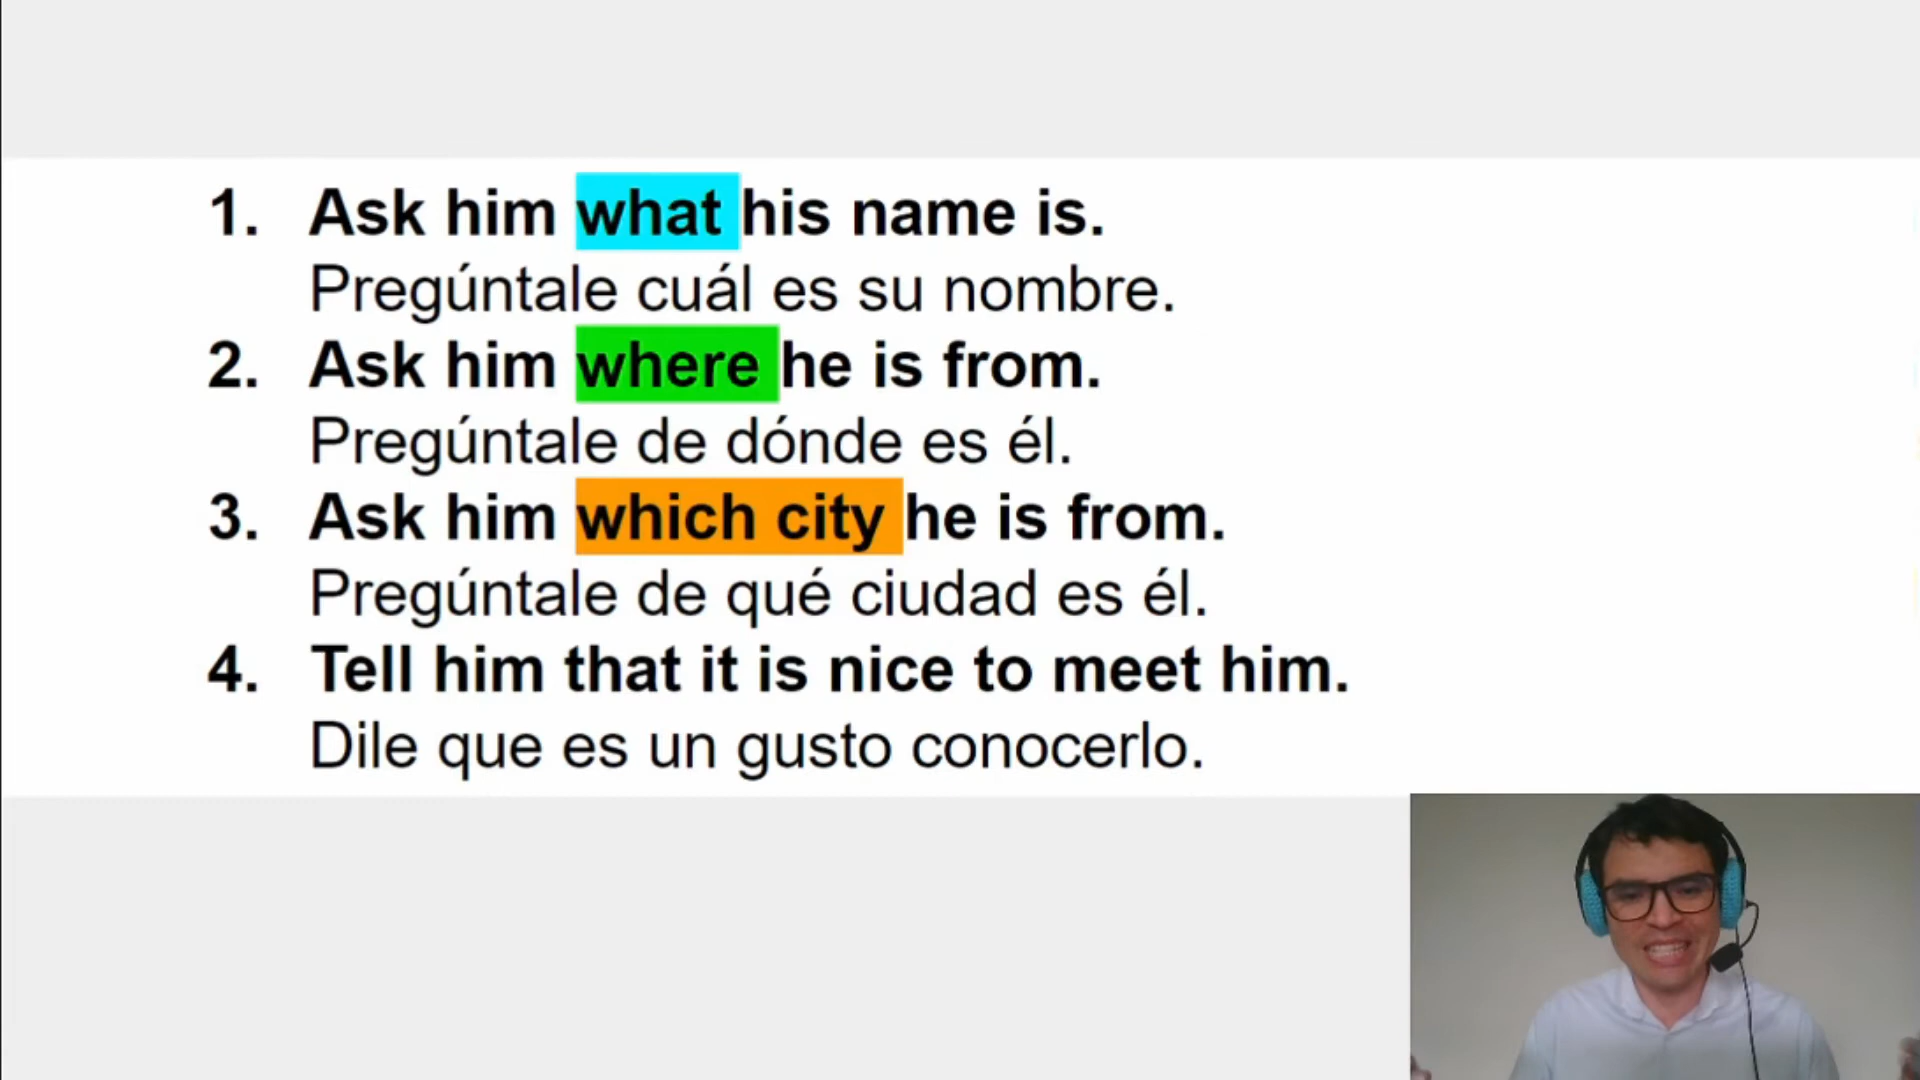 1. Ask him what his name is.
Pregúntale cuál es su nombre.
2. Ask him where he is from.
Pregúntale de dónde es él.
3. Ask him which city he is from.
Pregúntale de qué ciudad es él.
4. Tell him that it is nice to meet him.
Dile que es un gusto conocerlo.